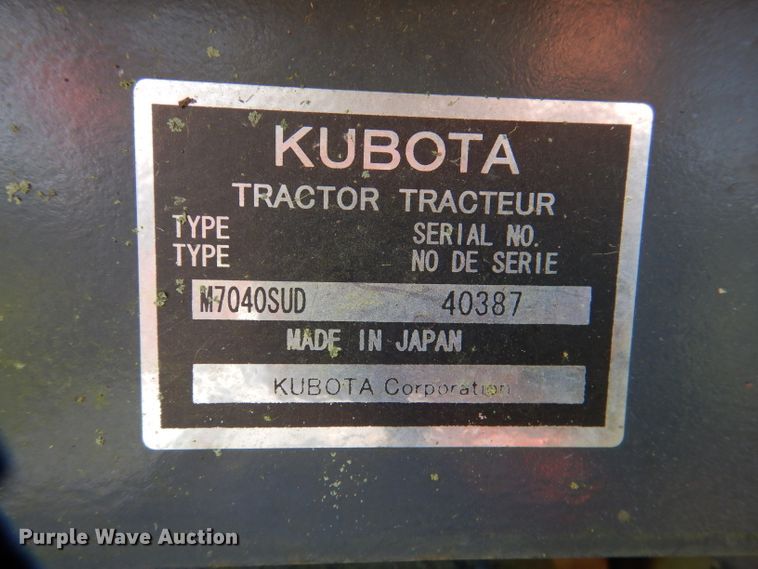 KUBOTA
TRACTOR TRACTEUR
TYPE SERIAL NO.
TYPE NO DE SERIE
M7040SUD 40387
MADE IN JAPAN
KUBOTA Corporation
Purple Wave Auction